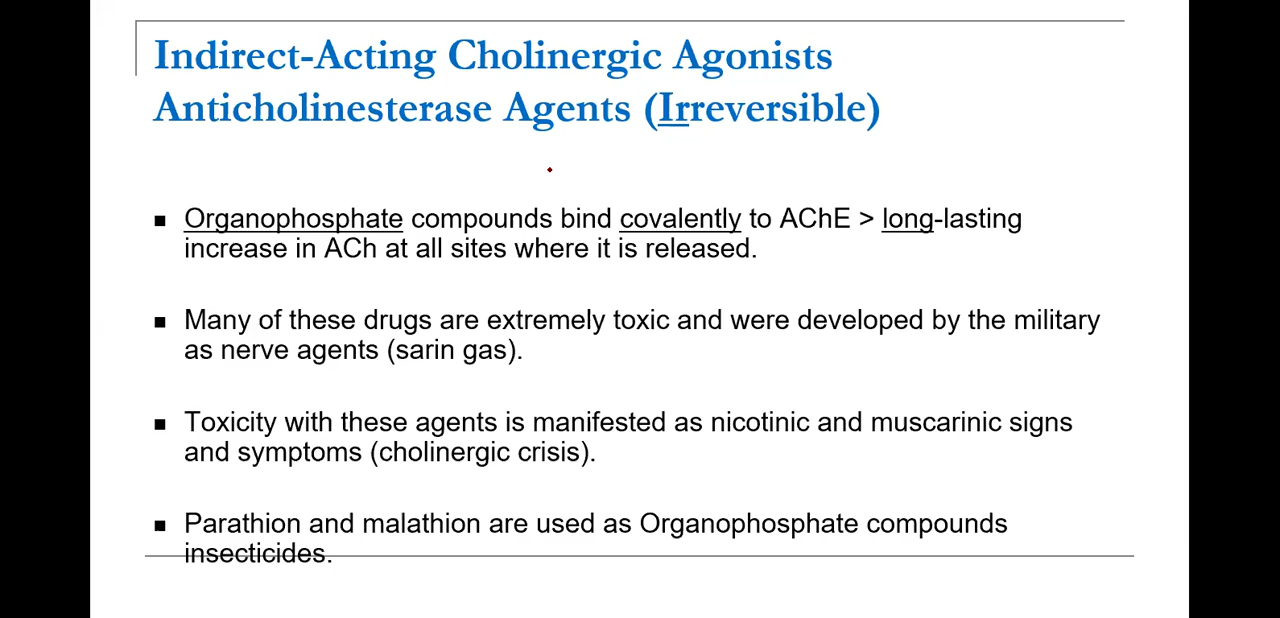 Indirect-Acting Cholinergic Agonists
Anticholinesterase Agents (Irreversible)
■ Organophosphate compounds bind covalently to AChE > long-lasting
increase in ACh at all sites where it is released.
■ Many of these drugs are extremely toxic and were developed by the military
as nerve agents (sarin gas).
■ Toxicity with these agents is manifested as nicotinic and muscarinic signs
and symptoms (cholinergic crisis).
■ Parathion and malathion are used as Organophosphate compounds
insecticides.